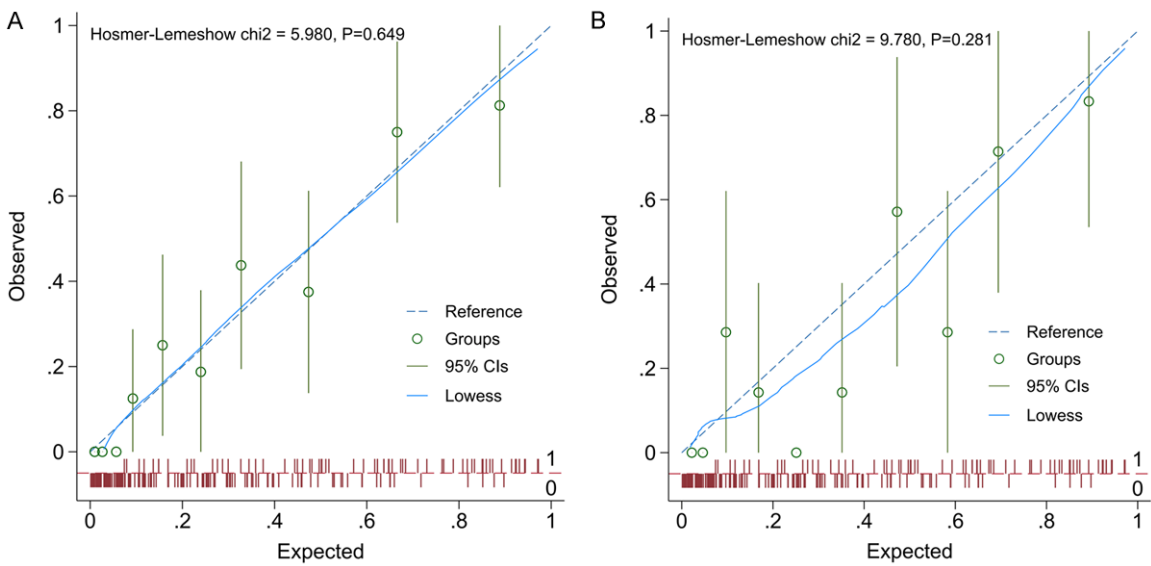 A
Hosmer-Lemeshow chi2 = 5.980, P=0.649
1
.8
.6
.4
.2
0
Observed
Reference
Groups
95% CIs
Lowess
1
0
0 .2 .4 .6 .8 1
Expected
B
Hosmer-Lemeshow chi2 = 9.780, P=0.281
1
.8
.6
.4
.2
0
Observed
Reference
Groups
95% CIs
Lowess
1
0
0 .2 .4 .6 .8 1
Expected